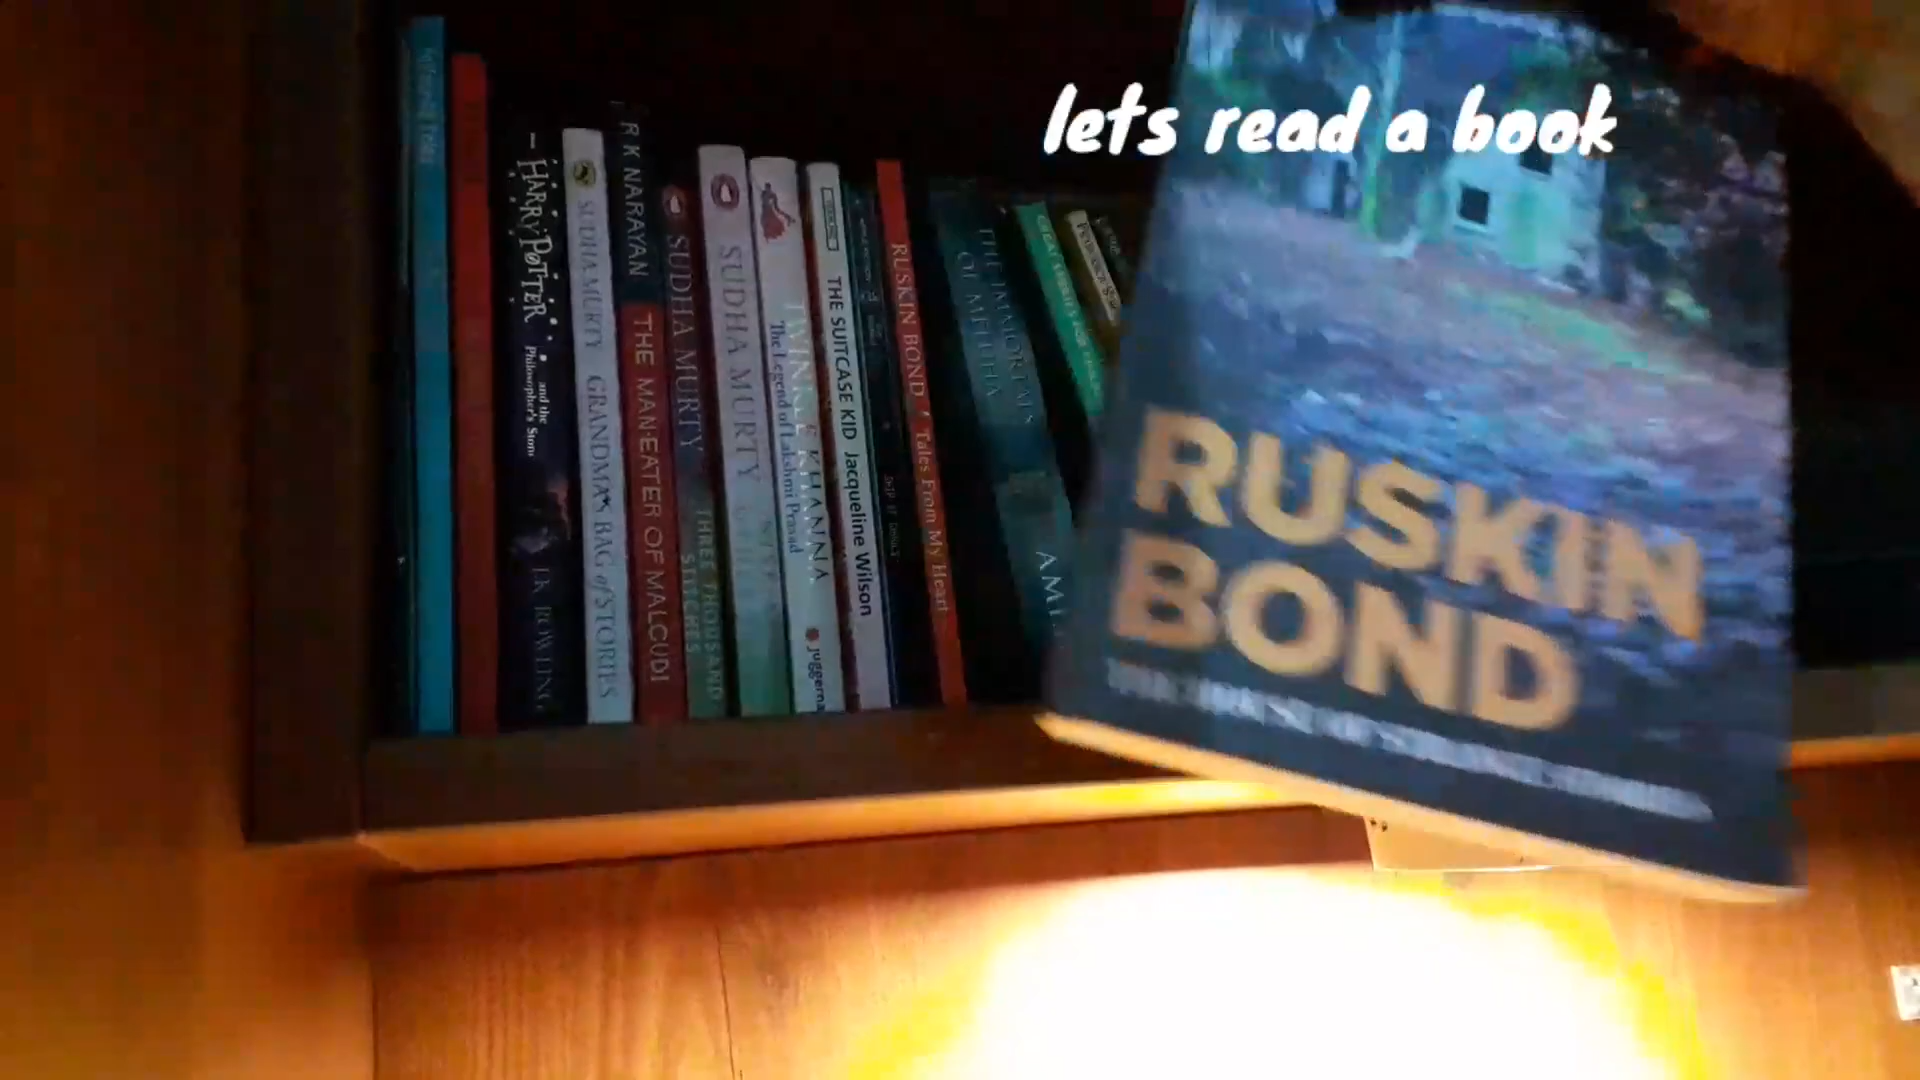 lets read a book
HARRY POTTER
and the
Philosopher's Stone
J.K. ROWLING
SUDHA MURTY GRANDMA'S BAG of STORIES
R K NARAYAN THE MAN-EATER OF MALGUDI
SUDHA MURTY THREE THOUSAND
STITCHES
SUDHA MURTY
TWINKLE KHANNA
The Legend of Lakshmi Prasad
juggerna
THE SUITCASE KID Jacqueline Wilson
RUSKIN BOND Tales From My Heart
THE IMMORTALS
OF MELUHA
AMI
RUSKIN
BOND